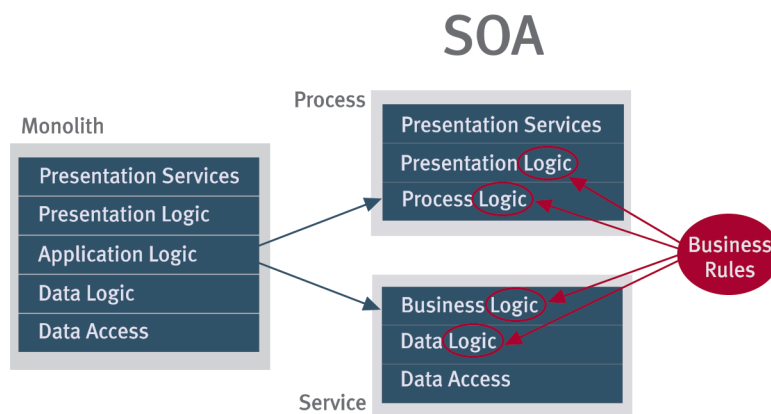 SOA
Monolith
Presentation Services
Presentation Logic
Application Logic
Data Logic
Data Access
Process
Presentation Services
Presentation Logic
Process Logic
Business Logic
Data Logic
Data Access
Service
Business
Rules